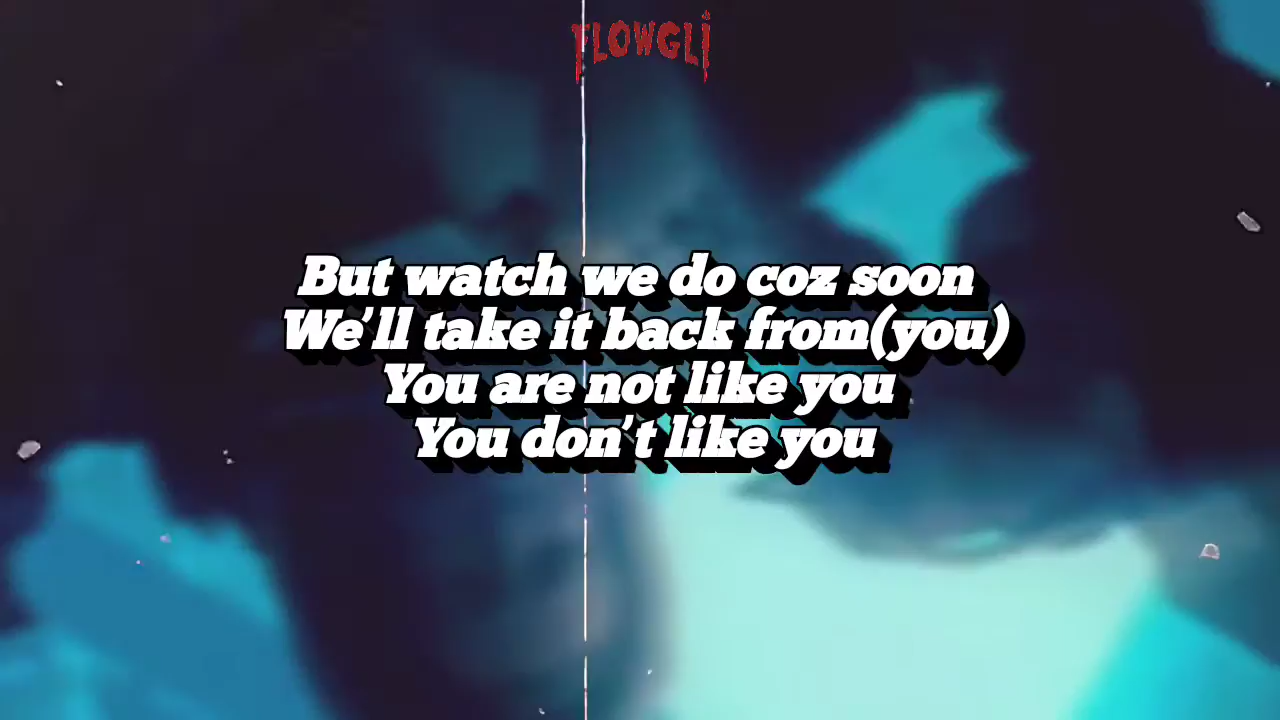 FLOWGLI
But watch we do coz soon
We'll take it back from(you)
You are not like you
You don't like you